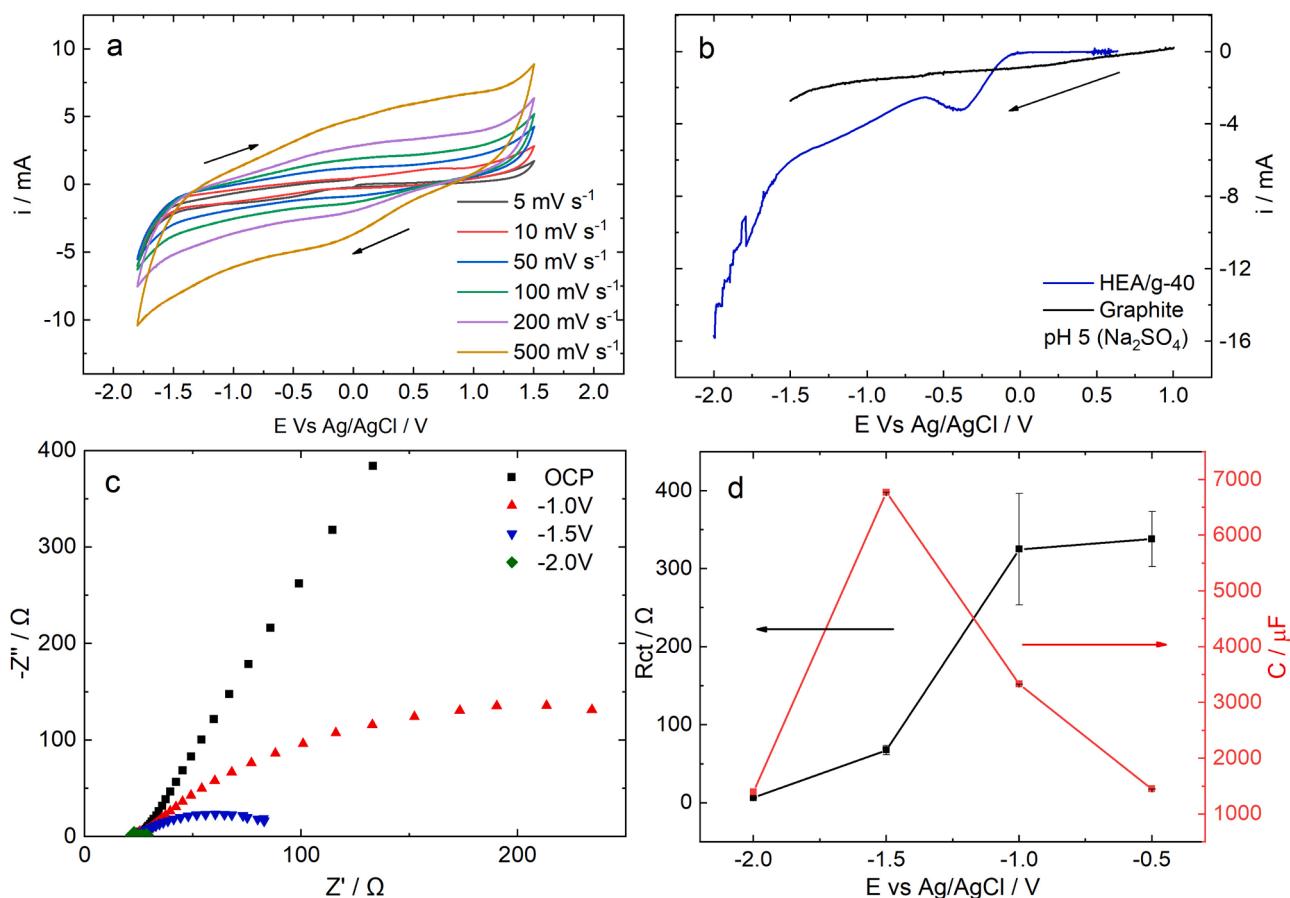 a
10
5
0
-5
-10
i / mA
5 mV s⁻¹
10 mV s⁻¹
50 mV s⁻¹
100 mV s⁻¹
200 mV s⁻¹
500 mV s⁻¹
-2.0 -1.5 -1.0 -0.5 0.0 0.5 1.0 1.5 2.0
E Vs Ag/AgCl / V
b
0
-4
-8
-12
-16
i / mA
HEA/g-40
Graphite
pH 5 (Na₂SO₄)
-2.0 -1.5 -1.0 -0.5 0.0 0.5 1.0
E Vs Ag/AgCl / V
c
400
300
200
100
0
-Z'' / Ω
OCP
-1.0V
-1.5V
-2.0V
0 100 200
Z' / Ω
d
400
300
200
100
0
Rct / Ω
7000
6000
5000
4000
3000
2000
1000
C / μF
-2.0 -1.5 -1.0 -0.5
E vs Ag/AgCl / V